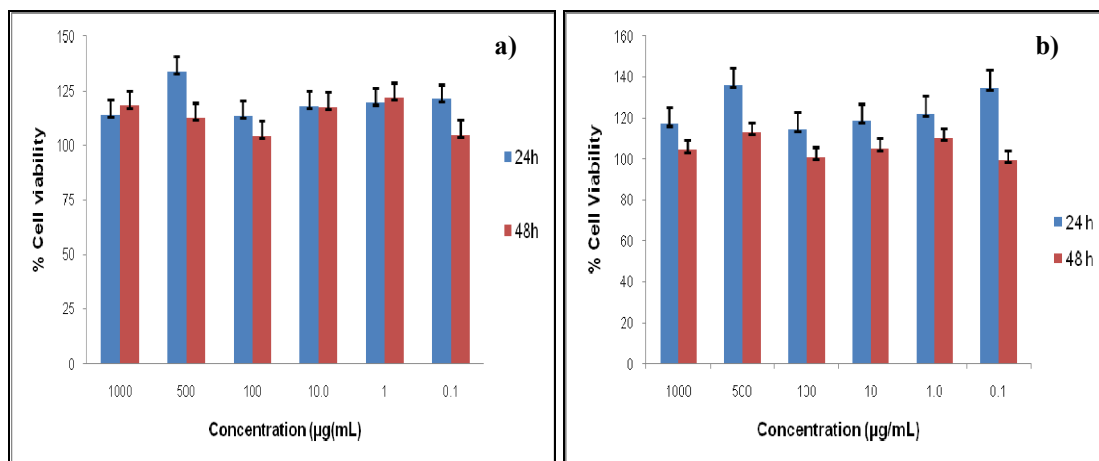 a)
150
125
100
75
50
25
0
% Cell viability
1000 500 100 10.0 1 0.1
Concentration (µg(mL)
24h
48h
b)
160
140
120
100
80
60
40
20
0
% Cell Viability
1000 500 100 10 1.0 0.1
Concentration (µg/mL)
24 h
48 h